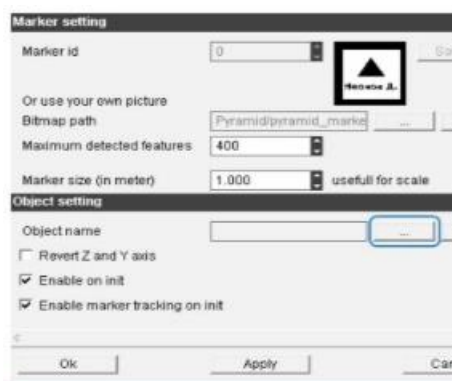 Marker setting
Marker id 0
Or use your own picture
Bitmap path Pyramid/pyramid_marke ...
Maximum detected features 400
Marker size (in meter) 1.000 usefull for scale
Object setting
Object name ...
Revert Z and Y axis
Enable on init
Enable marker tracking on init
Ok Apply Can